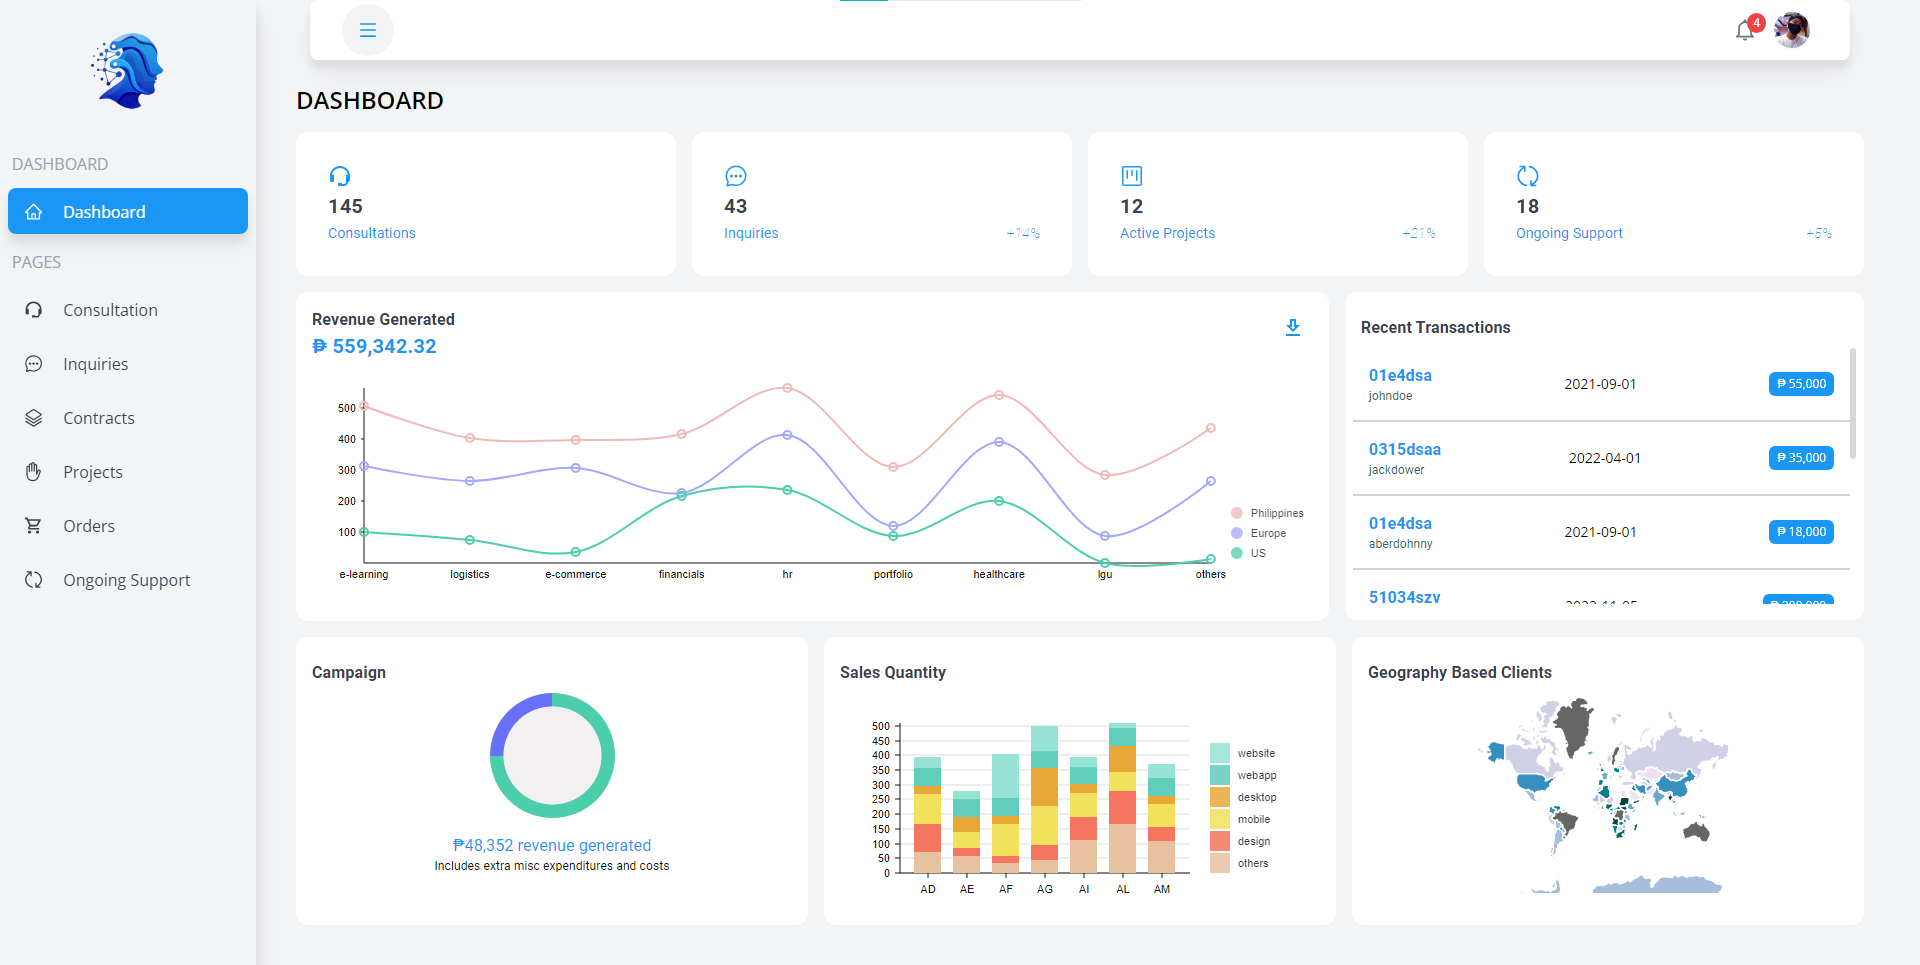 4
DASHBOARD
Dashboard
PAGES
Consultation
Inquiries
Contracts
Projects
Orders
Ongoing Support
DASHBOARD
145
Consultations
43
Inquiries
+14%
12
Active Projects
+21%
18
Ongoing Support
+5%
Revenue Generated
₱ 559,342.32
500
400
300
200
100
e-learning
logistics
e-commerce
financials
hr
portfolio
healthcare
lgu
others
Philippines
Europe
US
Recent Transactions
01e4dsa
johndoe
2021-09-01
₱ 55,000
0315dsaa
jackdower
2022-04-01
₱ 35,000
01e4dsa
aberdohnny
2021-09-01
₱ 18,000
51034szv
Campaign
₱48,352 revenue generated
Includes extra misc expenditures and costs
Sales Quantity
500
450
400
350
300
250
200
150
100
50
0
AD
AE
AF
AG
AI
AL
AM
website
webapp
desktop
mobile
design
others
Geography Based Clients